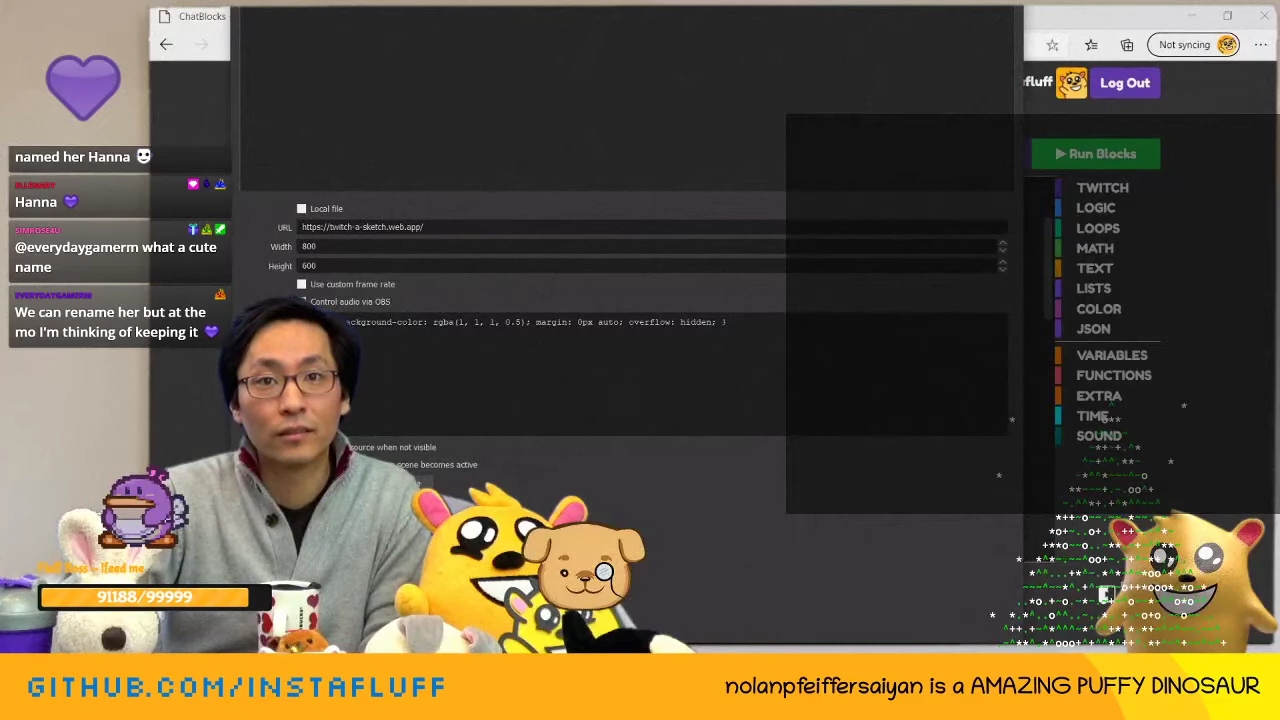 ChatBlocks
Not syncing
fluff
Log Out
▶ Run Blocks
named her Hanna
ELLENARY
Hanna 💜
SIMROSE4U
@everydaygamerm what a cute
name
EVERYDAYGAMERM
We can rename her but at the
mo I'm thinking of keeping it 💜
Local file
URL https://twitch-a-sketch.web.app/
Width 800
Height 600
Use custom frame rate
Control audio via OBS
ackground-color: rgba(1, 1, 1, 0.5); margin: 0px auto; overflow: hidden; }
source when not visible
scene becomes active
TWITCH
LOGIC
LOOPS
MATH
TEXT
LISTS
COLOR
JSON
VARIABLES
FUNCTIONS
EXTRA
TIME
SOUND
91188/99999
GITHUB.COM/INSTAFLUFF
nolanpfeiffersaiyan is a AMAZING PUFFY DINOSAUR